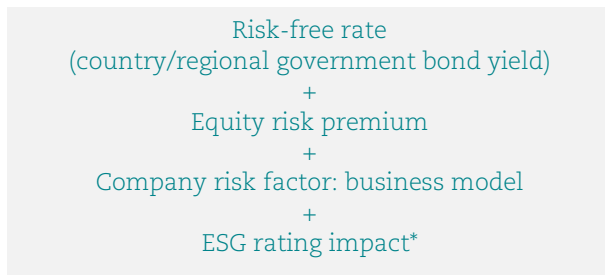 Risk-free rate
(country/regional government bond yield)
+
Equity risk premium
+
Company risk factor: business model
+
ESG rating impact*